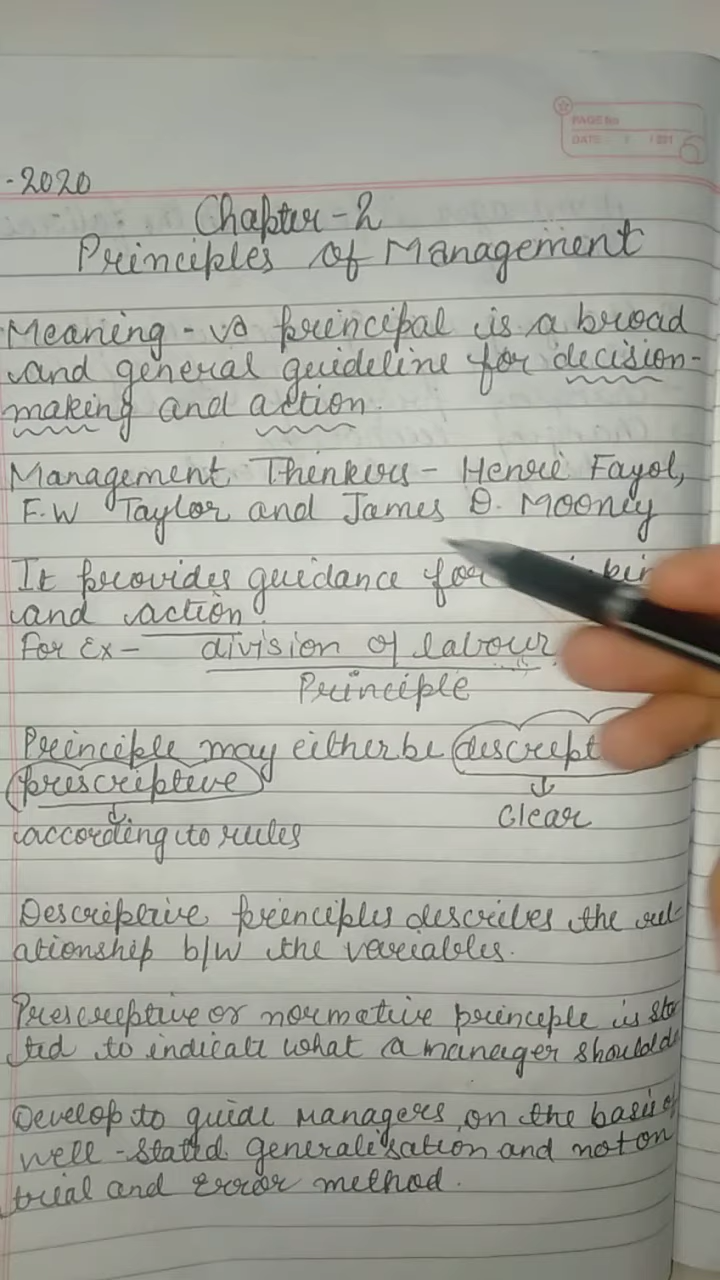 PAGE No
DATE
-2020
Chapter-2
Principles of Management
Meaning - A principal is a broad
and general guideline for decision-
making and action.
Management Thinkers - Henri Fayol,
F.W Taylor and James D. Mooney
It provides guidance for
and action.
For Ex - division of labour
Principle
Principle may either be descript
prescriptive
clear
according to rules
Descriptive principles describes the rel-
ationship b/w the variables.
Prescriptive or normative principle is sta
ted to indicate what a manager should d
Develop to guide managers on the basis of
well-stated generalisation and not on
trial and error method.